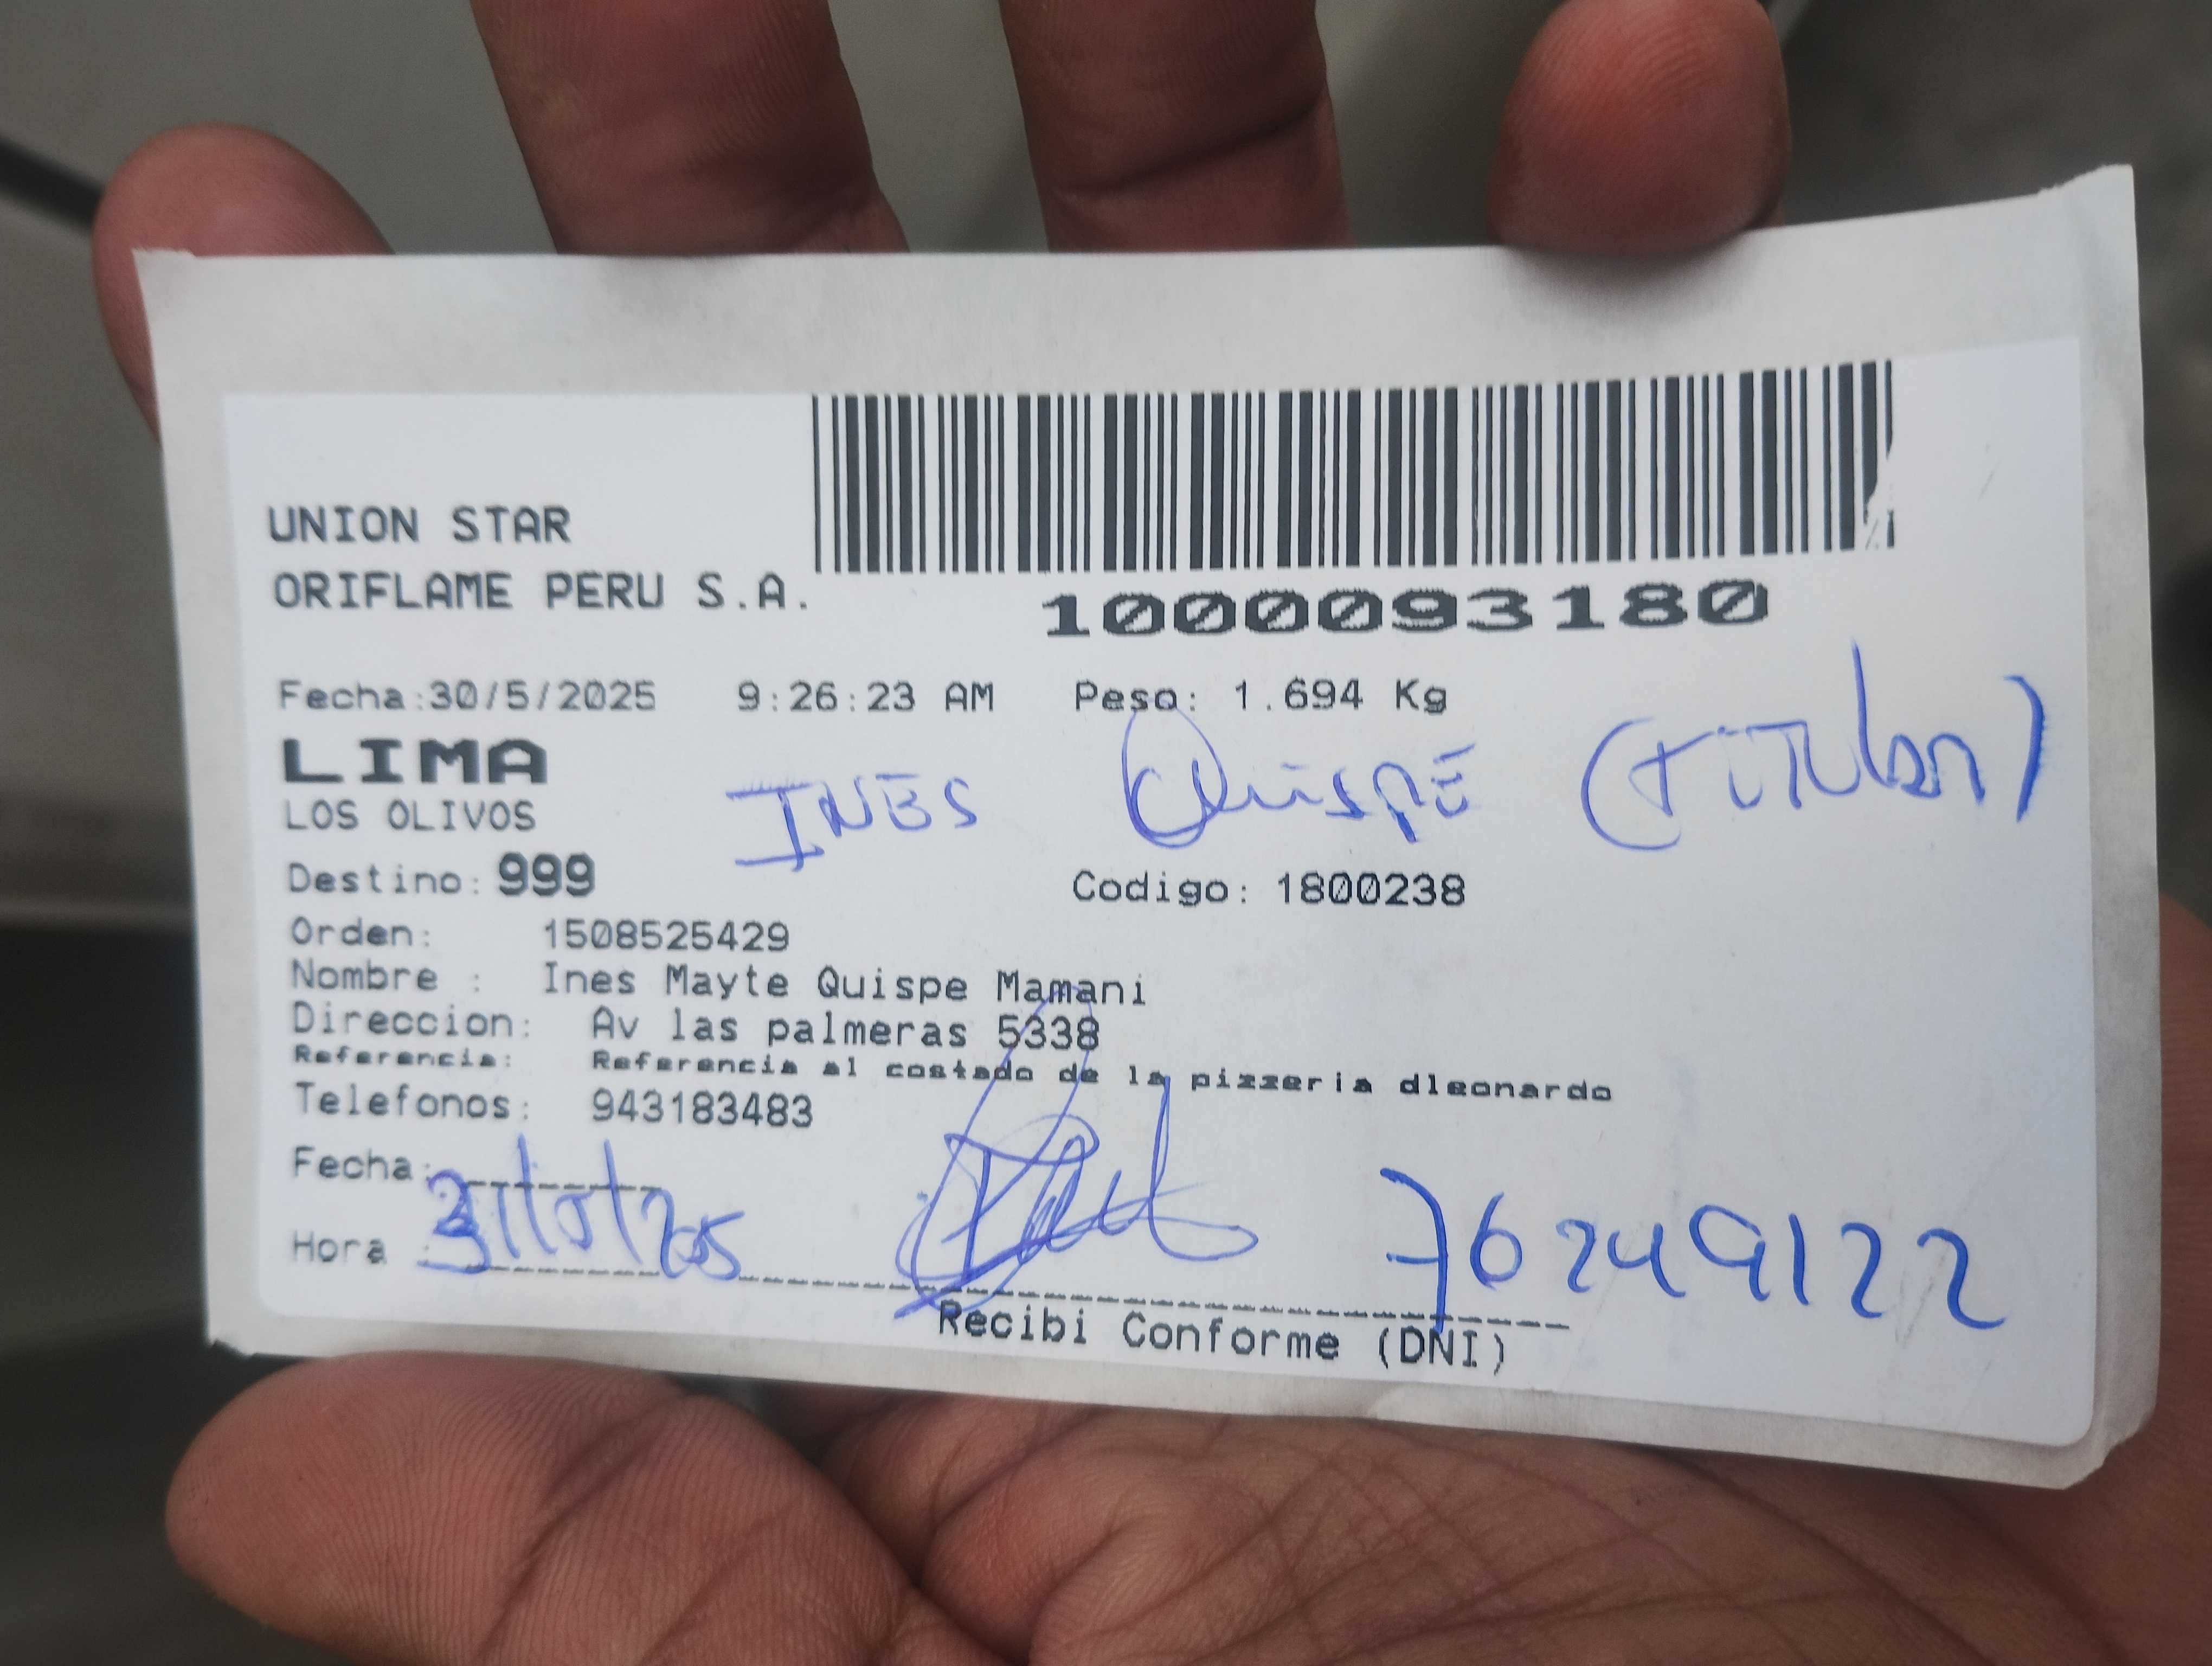 UNION STAR
ORIFLAME PERU S.A.
1000093180
Fecha:30/5/2025 9:26:23 AM Peso: 1.694 Kg
LIMA
LOS OLIVOS
INES Quispe (titular)
Destino: 999 Codigo: 1800238
Orden: 1508525429
Nombre : Ines Mayte Quispe Mamani
Direccion: Av las palmeras 5338
Referencia: Referencia al costado de la pizzeria dleonardo
Telefonos: 943183483
Fecha:
Hora : 31/5/25 76249122
Recibi Conforme (DNI)